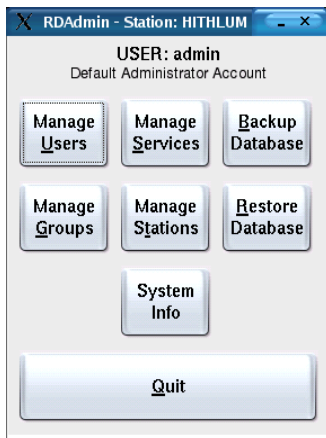 RDAdmin - Station: HITHLUM
USER: admin
Default Administrator Account
Manage
Users
Manage
Services
Backup
Database
Manage
Groups
Manage
Stations
Restore
Database
System
Info
Quit